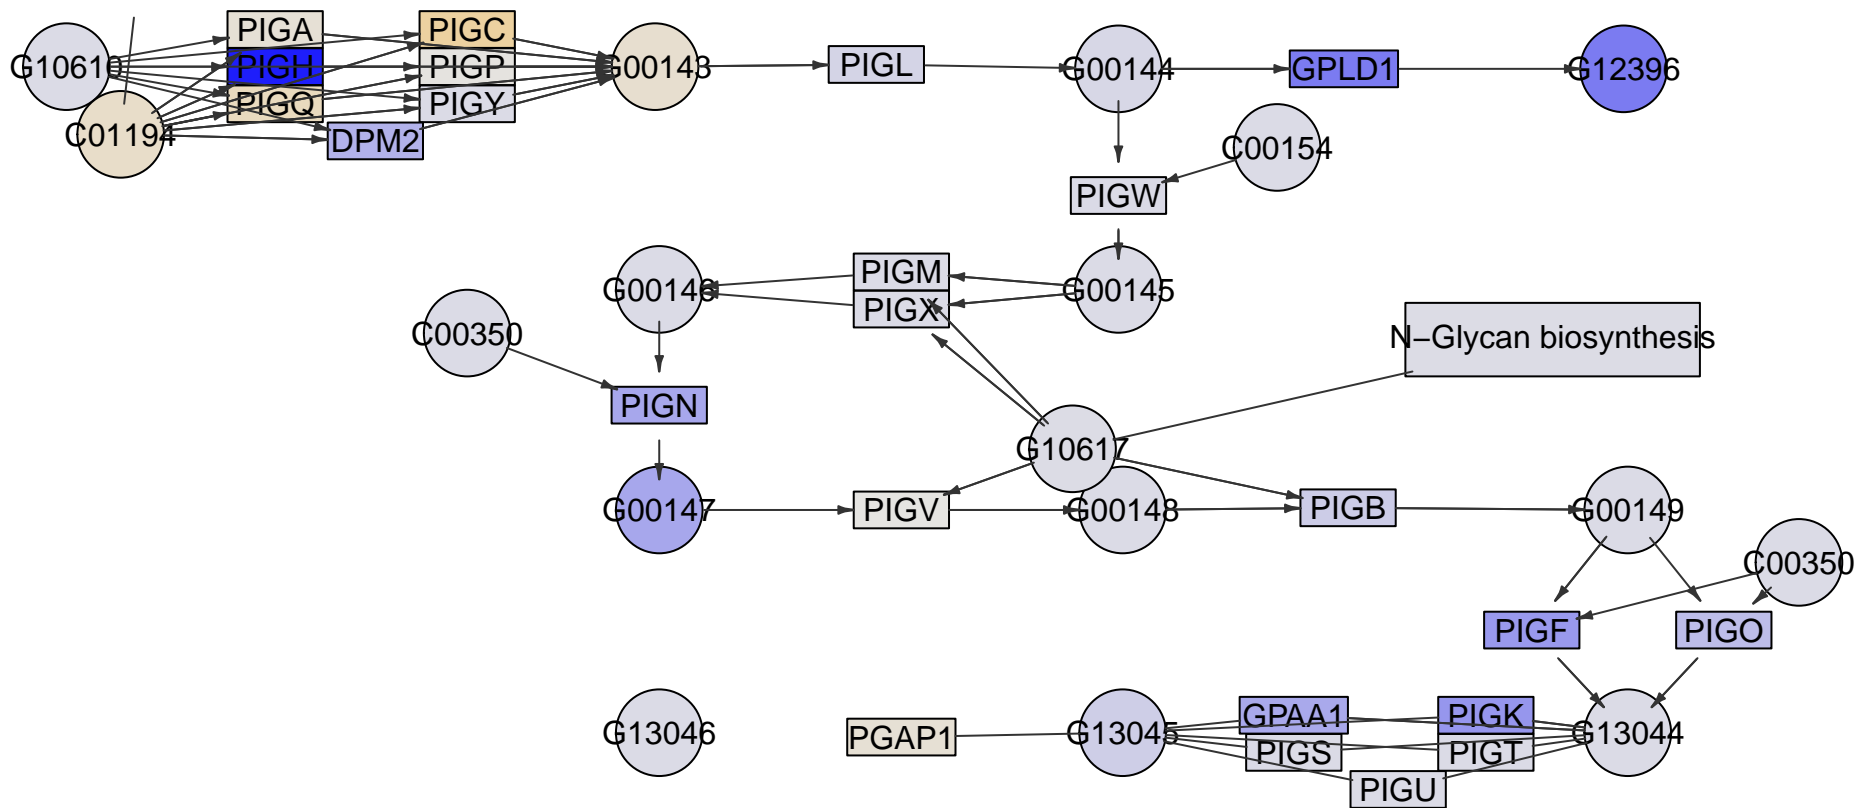 PIGA
PIGC
G10610
PIGH
PIGP
G00143
PIGL
G00144
GPLD1
G12396
PIGQ
PIGY
C01194
DPM2
C00154
PIGW
PIGM
G00146
G00145
PIGX
C00350
N–Glycan biosynthesis
PIGN
G10617
G00147
PIGV
G00148
PIGB
G00149
C00350
PIGF
PIGO
GPAA1
PIGK
G13046
PGAP1
G13045
G13044
PIGS
PIGT
PIGU